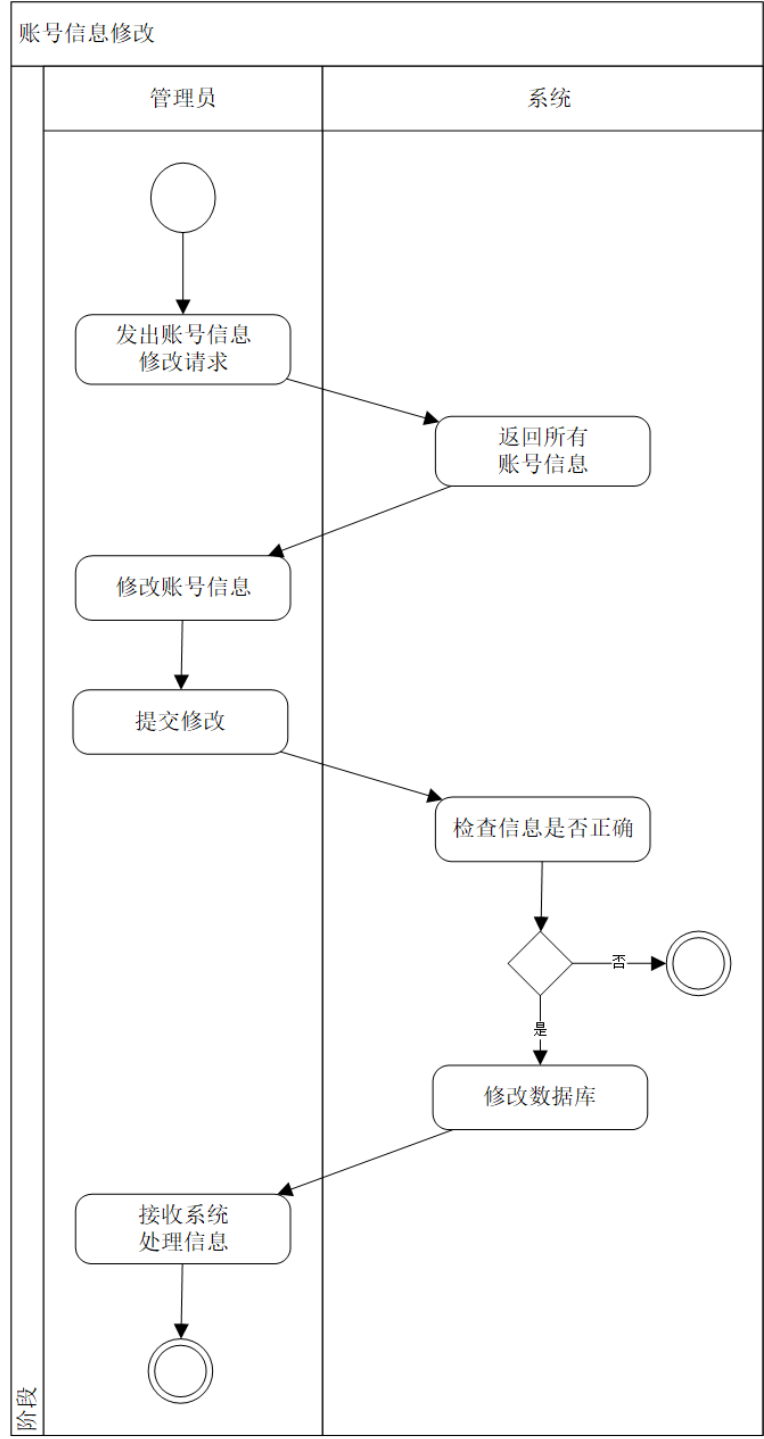 账号信息修改
管理员
系统
发出账号信息
修改请求
返回所有
账号信息
修改账号信息
提交修改
检查信息是否正确
否
是
修改数据库
接收系统
处理信息
阶段